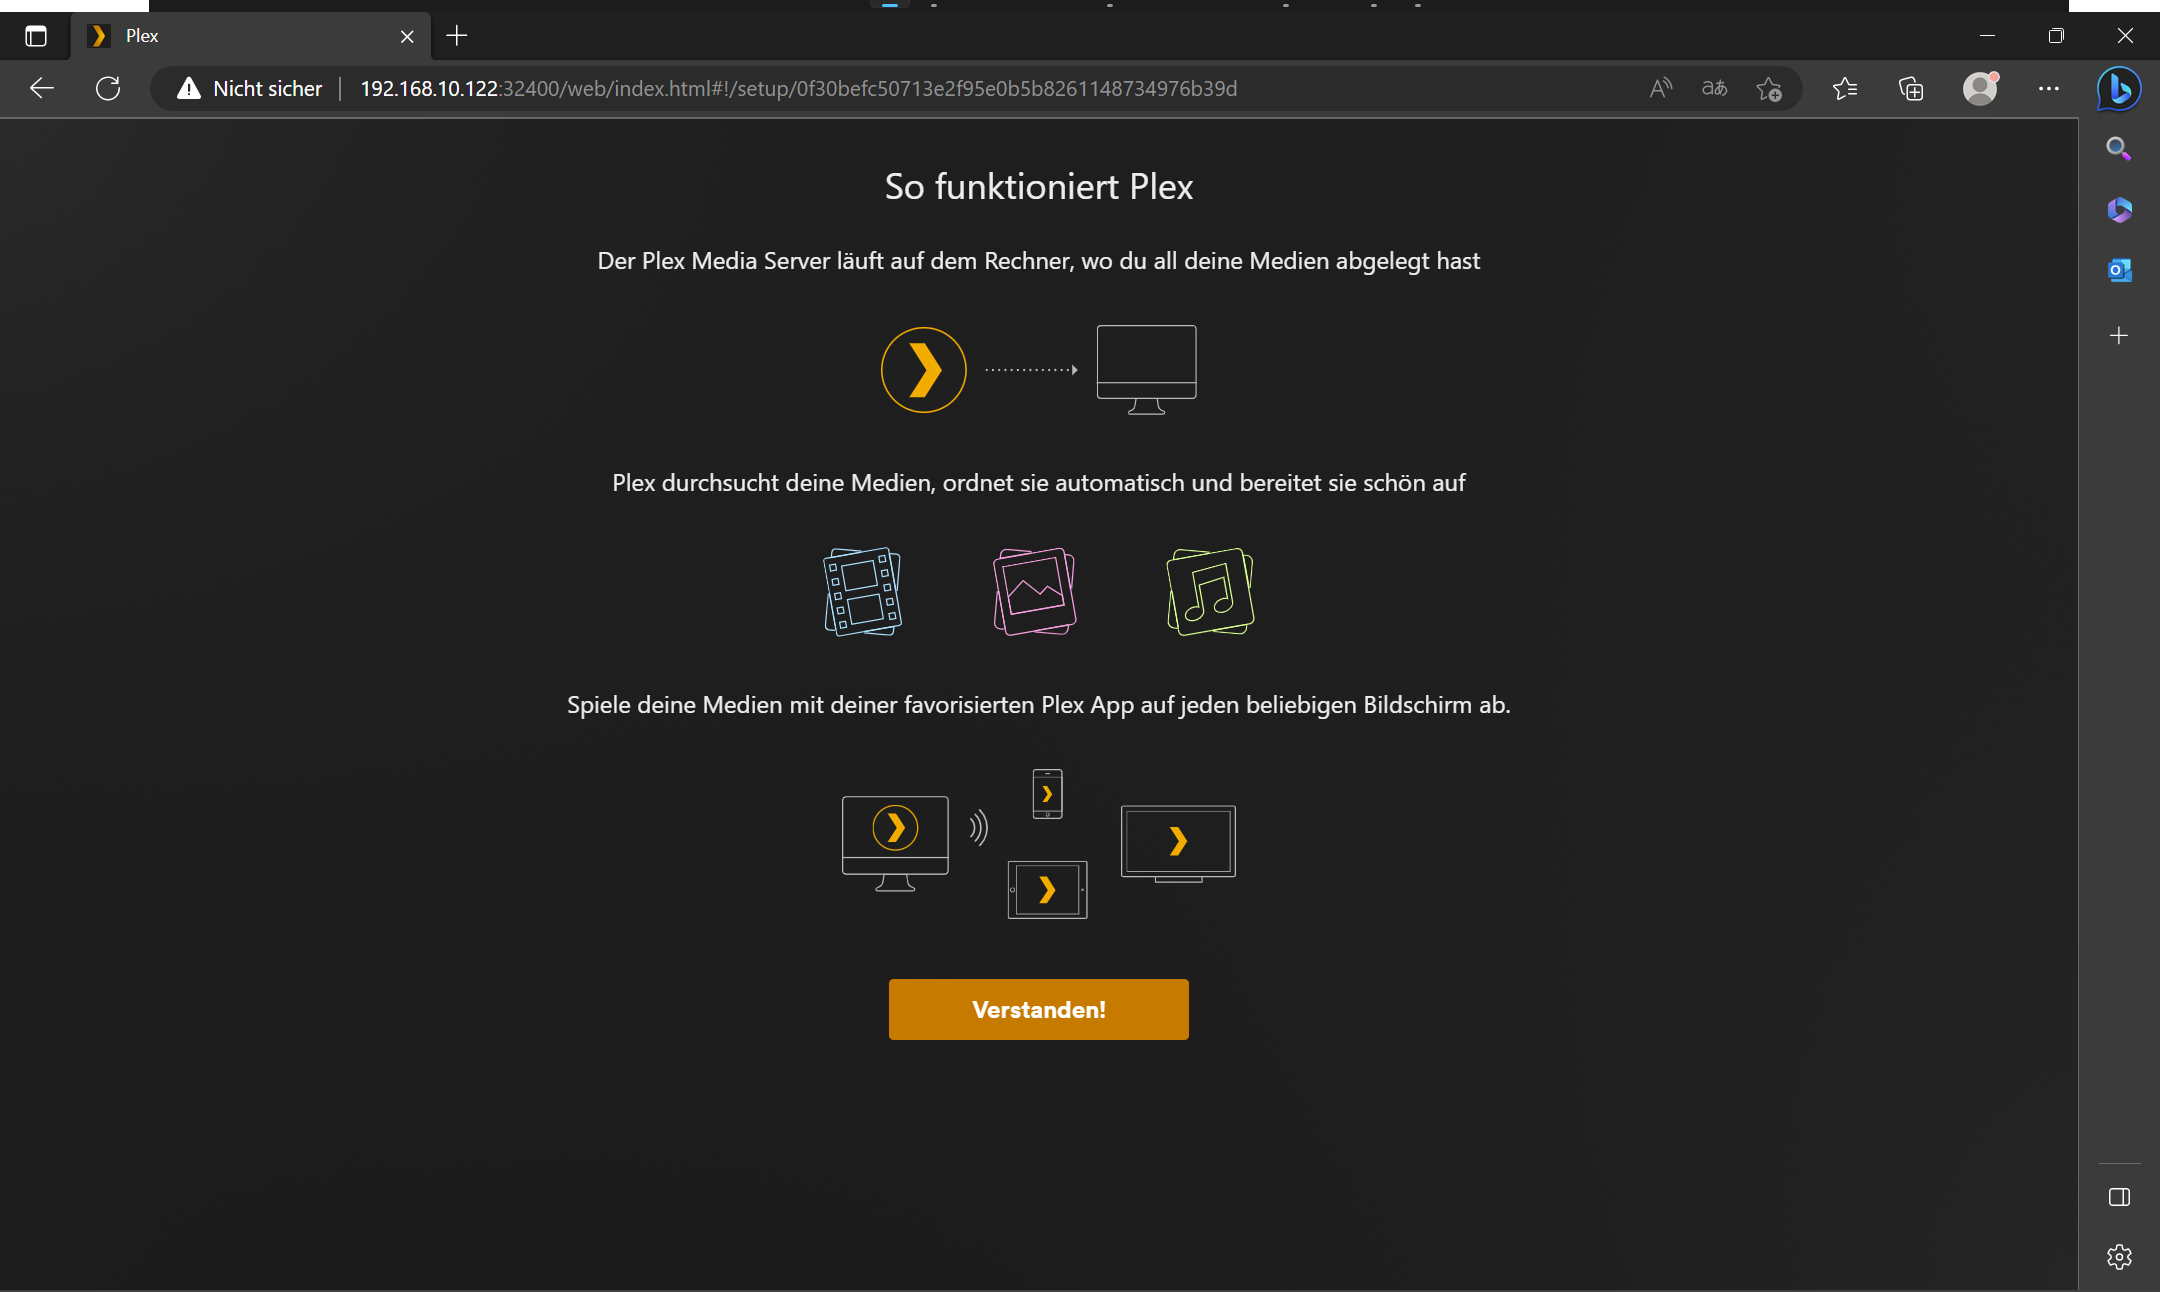 Plex
Nicht sicher
192.168.10.122:32400/web/index.html#!/setup/0f30befc50713e2f95e0b5b8261148734976b39d
So funktioniert Plex
Der Plex Media Server läuft auf dem Rechner, wo du all deine Medien abgelegt hast
Plex durchsucht deine Medien, ordnet sie automatisch und bereitet sie schön auf
Spiele deine Medien mit deiner favorisierten Plex App auf jeden beliebigen Bildschirm ab.
Verstanden!